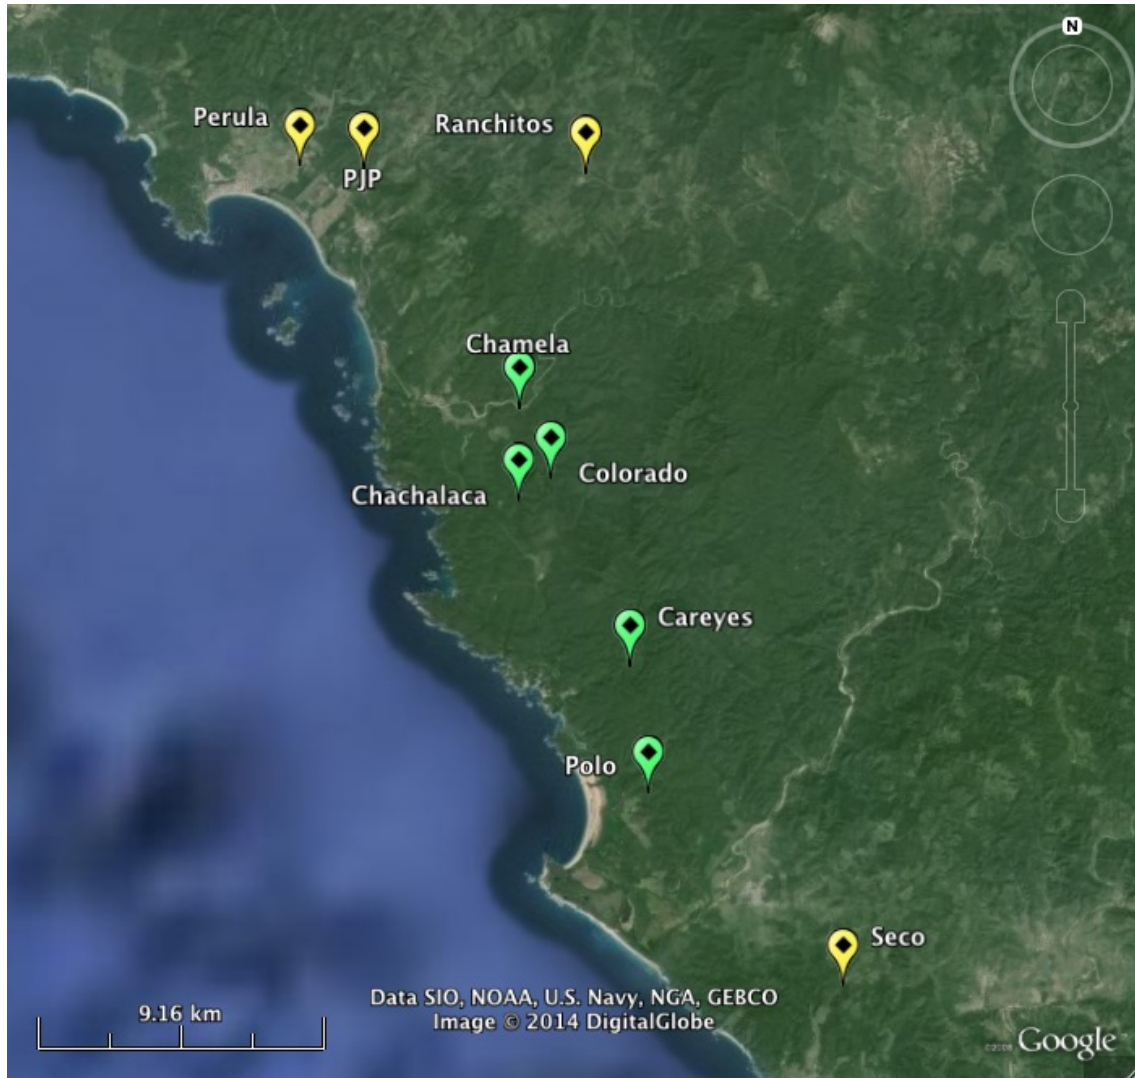 N
Perula
Ranchitos
PJP
Chamela
Colorado
Chachalaca
Careyes
Polo
Seco
Data SIO, NOAA, U.S. Navy, NGA, GEBCO
9.16 km
Image © 2014 DigitalGlobe
Google